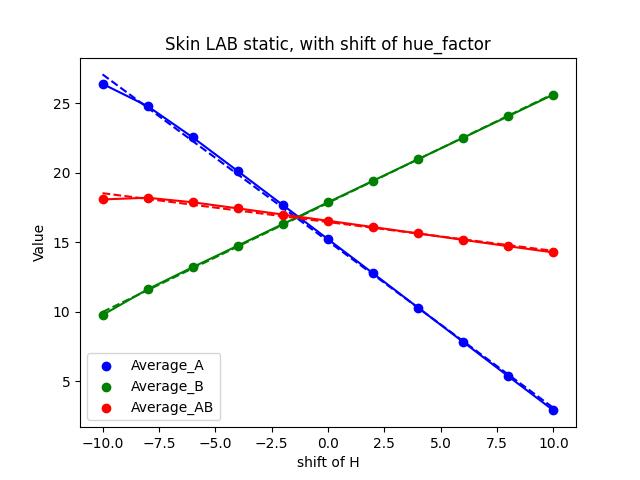 Skin LAB static, with shift of hue_factor
Value
25
20
15
10
5
Average_A
Average_B
Average_AB
−10.0 −7.5 −5.0 −2.5 0.0 2.5 5.0 7.5 10.0
shift of H